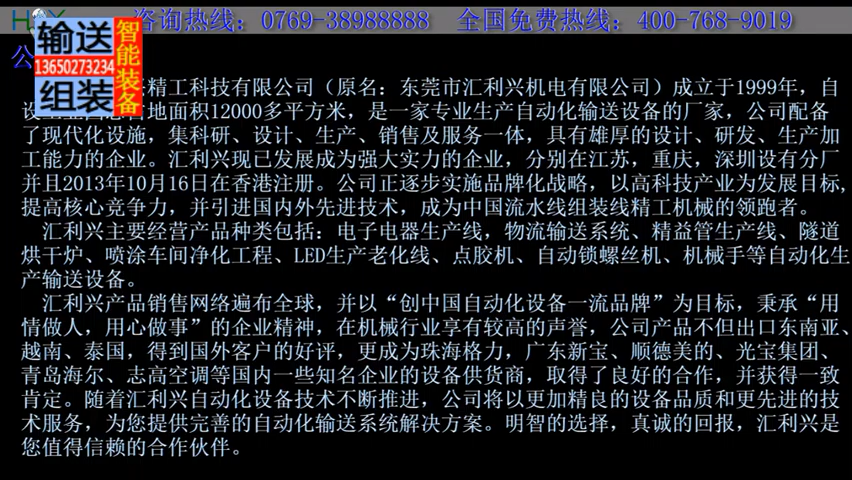 咨询热线：0769-38988888 全国免费热线：400-768-9019
输送
智能装备
13650273234
组装
公
精工科技有限公司（原名：东莞市汇利兴机电有限公司）成立于1999年，自
设 地面积12000多平方米，是一家专业生产自动化输送设备的厂家，公司配备
了现代化设施，集科研、设计、生产、销售及服务一体，具有雄厚的设计、研发、生产加
工能力的企业。汇利兴现已发展成为强大实力的企业，分别在江苏，重庆，深圳设有分厂
并且2013年10月16日在香港注册。公司正逐步实施品牌化战略，以高科技产业为发展目标,
提高核心竞争力，并引进国内外先进技术，成为中国流水线组装线精工机械的领跑者。
汇利兴主要经营产品种类包括：电子电器生产线，物流输送系统、精益管生产线、隧道
烘干炉、喷涂车间净化工程、LED生产老化线、点胶机、自动锁螺丝机、机械手等自动化生
产输送设备。
汇利兴产品销售网络遍布全球，并以“创中国自动化设备一流品牌”为目标，秉承“用
情做人，用心做事”的企业精神，在机械行业享有较高的声誉，公司产品不但出口东南亚、
越南、泰国，得到国外客户的好评，更成为珠海格力，广东新宝、顺德美的、光宝集团、
青岛海尔、志高空调等国内一些知名企业的设备供货商，取得了良好的合作，并获得一致
肯定。随着汇利兴自动化设备技术不断推进，公司将以更加精良的设备品质和更先进的技
术服务，为您提供完善的自动化输送系统解决方案。明智的选择，真诚的回报，汇利兴是
您值得信赖的合作伙伴。